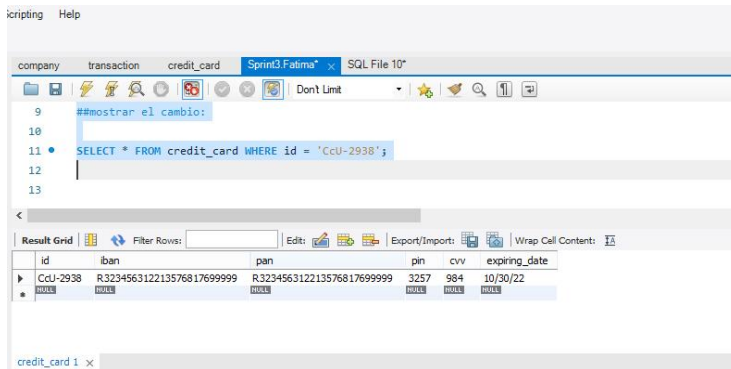 Scripting Help
company transaction credit_card Sprint3.Fatima* × SQL File 10*
Don't Limit
9 ##mostrar el cambio:
10
11 SELECT * FROM credit_card WHERE id = 'CcU-2938';
12
13
Result Grid Filter Rows: Edit: Export/Import: Wrap Cell Content: IA
id iban pan pin cvv expiring_date
CcU-2938 R323456312213576817699999 R323456312213576817699999 3257 984 10/30/22
NULL NULL NULL NULL NULL NULL
credit_card 1 ×